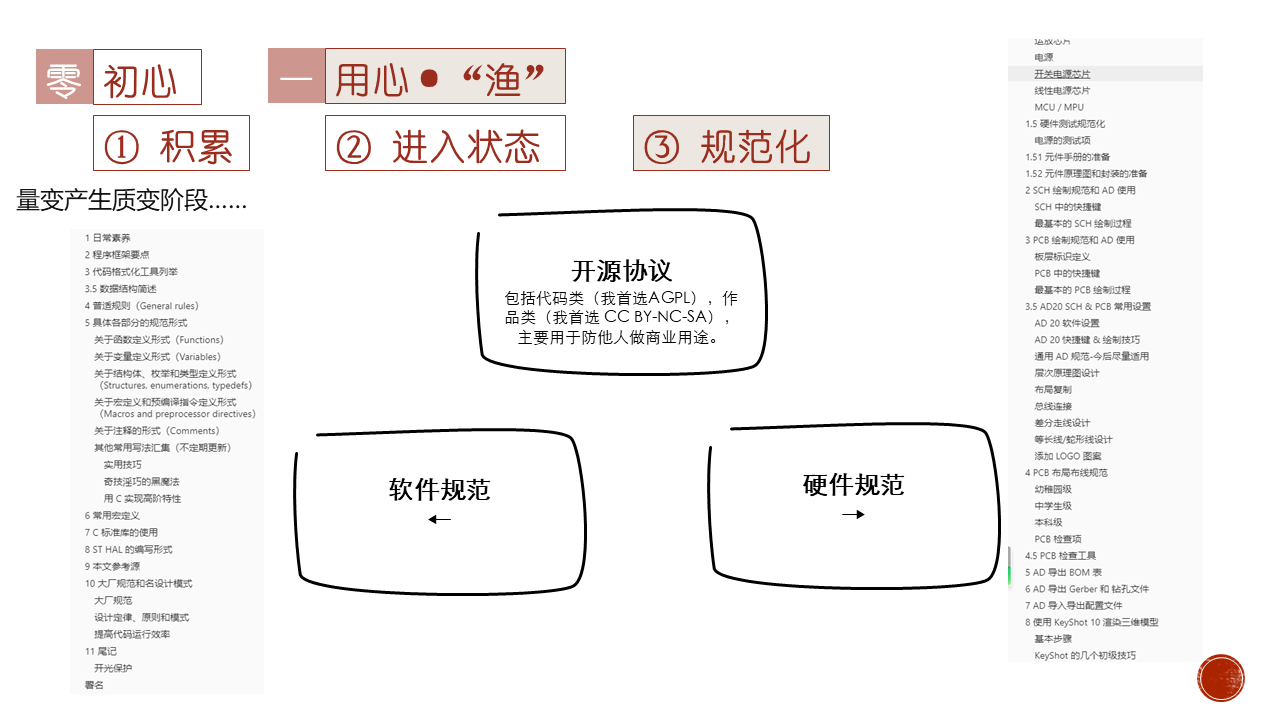 零 初心
一 用心•“渔”
① 积累
② 进入状态
③ 规范化
量变产生质变阶段……
1 日常素养
2 程序框架要点
3 代码格式化工具列举
3.5 数据结构简述
4 普适规则（General rules）
5 具体各部分的规范形式
关于函数定义形式（Functions）
关于变量定义形式（Variables）
关于结构体、枚举和类型定义形式
（Structures, enumerations, typedefs）
关于宏定义和预编译指令定义形式
（Macros and preprocessor directives）
关于注释的形式（Comments）
其他常用写法汇集（不定期更新）
实用技巧
奇技淫巧的黑魔法
用 C 实现高阶特性
6 常用宏定义
7 C 标准库的使用
8 ST HAL 的编写形式
9 本文参考源
10 大厂规范和名设计模式
大厂规范
设计定律、原则和模式
提高代码运行效率
11 尾记
开光保护
署名
开源协议
包括代码类（我首选AGPL），作
品类（我首选 CC BY-NC-SA），
主要用于防他人做商业用途。
软件规范
←
硬件规范
→
运放芯片
电源
开关电源芯片
线性电源芯片
MCU / MPU
1.5 硬件测试规范化
电源的测试项
1.51 元件手册的准备
1.52 元件原理图和封装的准备
2 SCH 绘制规范和 AD 使用
SCH 中的快捷键
最基本的 SCH 绘制过程
3 PCB 绘制规范和 AD 使用
板层标识定义
PCB 中的快捷键
最基本的 PCB 绘制过程
3.5 AD20 SCH & PCB 常用设置
AD 20 软件设置
AD 20 快捷键 & 绘制技巧
通用 AD 规范-今后尽量适用
层次原理图设计
布局复制
总线连接
差分走线设计
等长线/蛇形线设计
添加 LOGO 图案
4 PCB 布局布线规范
幼稚园级
中学生级
本科级
PCB 检查项
4.5 PCB 检查工具
5 AD 导出 BOM 表
6 AD 导出 Gerber 和 钻孔文件
7 AD 导入导出配置文件
8 使用 KeyShot 10 渲染三维模型
基本步骤
KeyShot 的几个初级技巧